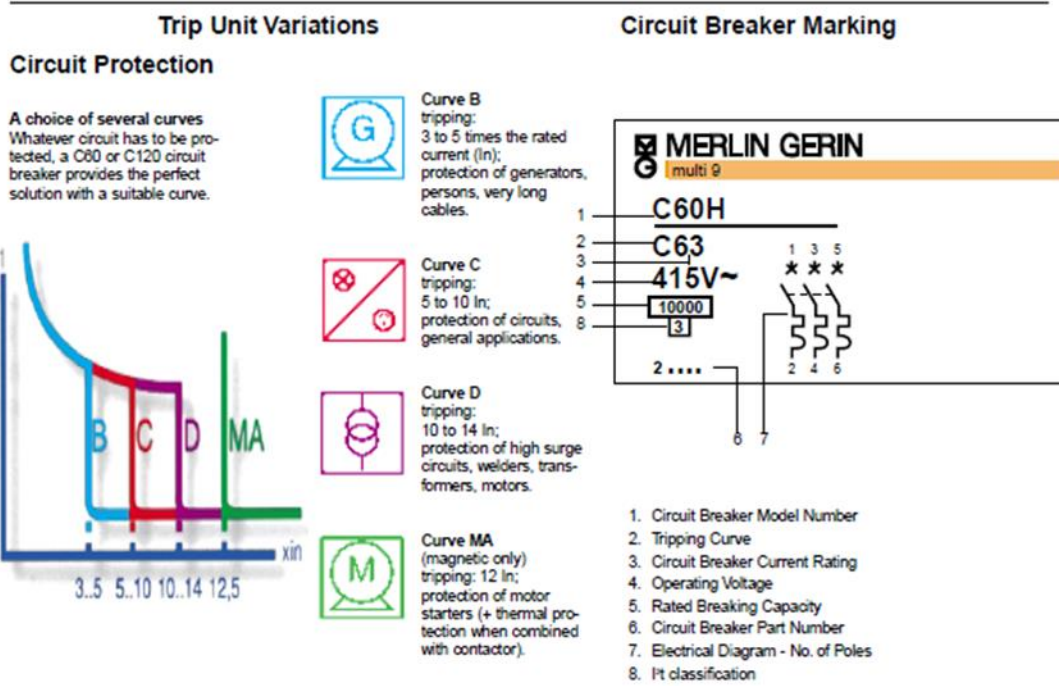 Trip Unit Variations
Circuit Protection
A choice of several curves
Whatever circuit has to be pro-
tected, a C60 or C120 circuit
breaker provides the perfect
solution with a suitable curve.
B C D MA
xin
3..5 5..10 10..14 12,5
G
Curve B
tripping:
3 to 5 times the rated
current (In);
protection of generators,
persons, very long
cables.
Curve C
tripping:
5 to 10 In;
protection of circuits,
general applications.
Curve D
tripping:
10 to 14 In;
protection of high surge
circuits, welders, trans-
formers, motors.
M
Curve MA
(magnetic only)
tripping: 12 In;
protection of motor
starters (+ thermal pro-
tection when combined
with contactor).
Circuit Breaker Marking
MERLIN GERIN
multi 9
1 C60H
2 C63
3
4 415V~
5 10000
8 3
2 ....
1 3 5
2 4 6
6 7
1. Circuit Breaker Model Number
2. Tripping Curve
3. Circuit Breaker Current Rating
4. Operating Voltage
5. Rated Breaking Capacity
6. Circuit Breaker Part Number
7. Electrical Diagram - No. of Poles
8. I²t classification